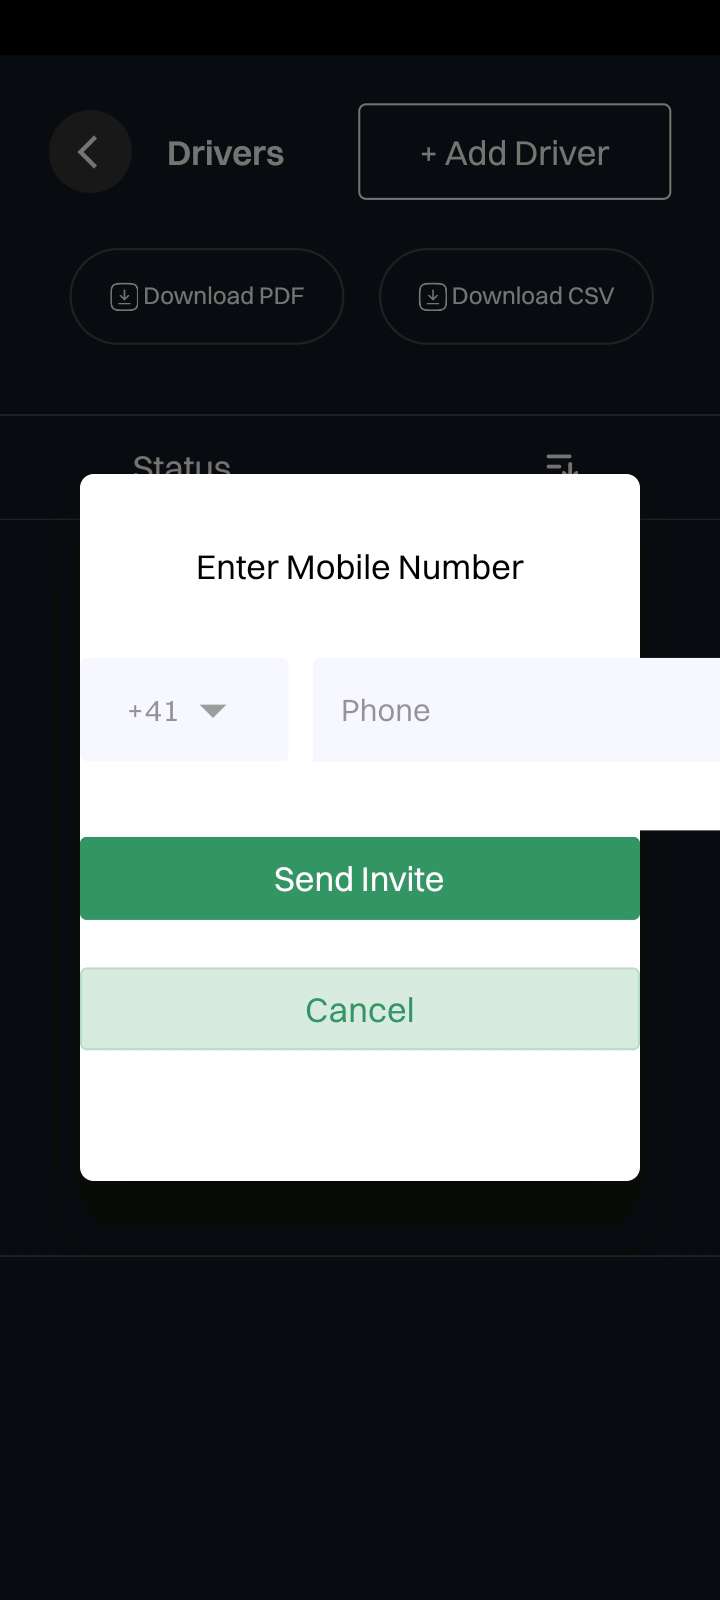 Drivers
+ Add Driver
Download PDF
Download CSV
Status
Enter Mobile Number
+41
Phone
Send Invite
Cancel